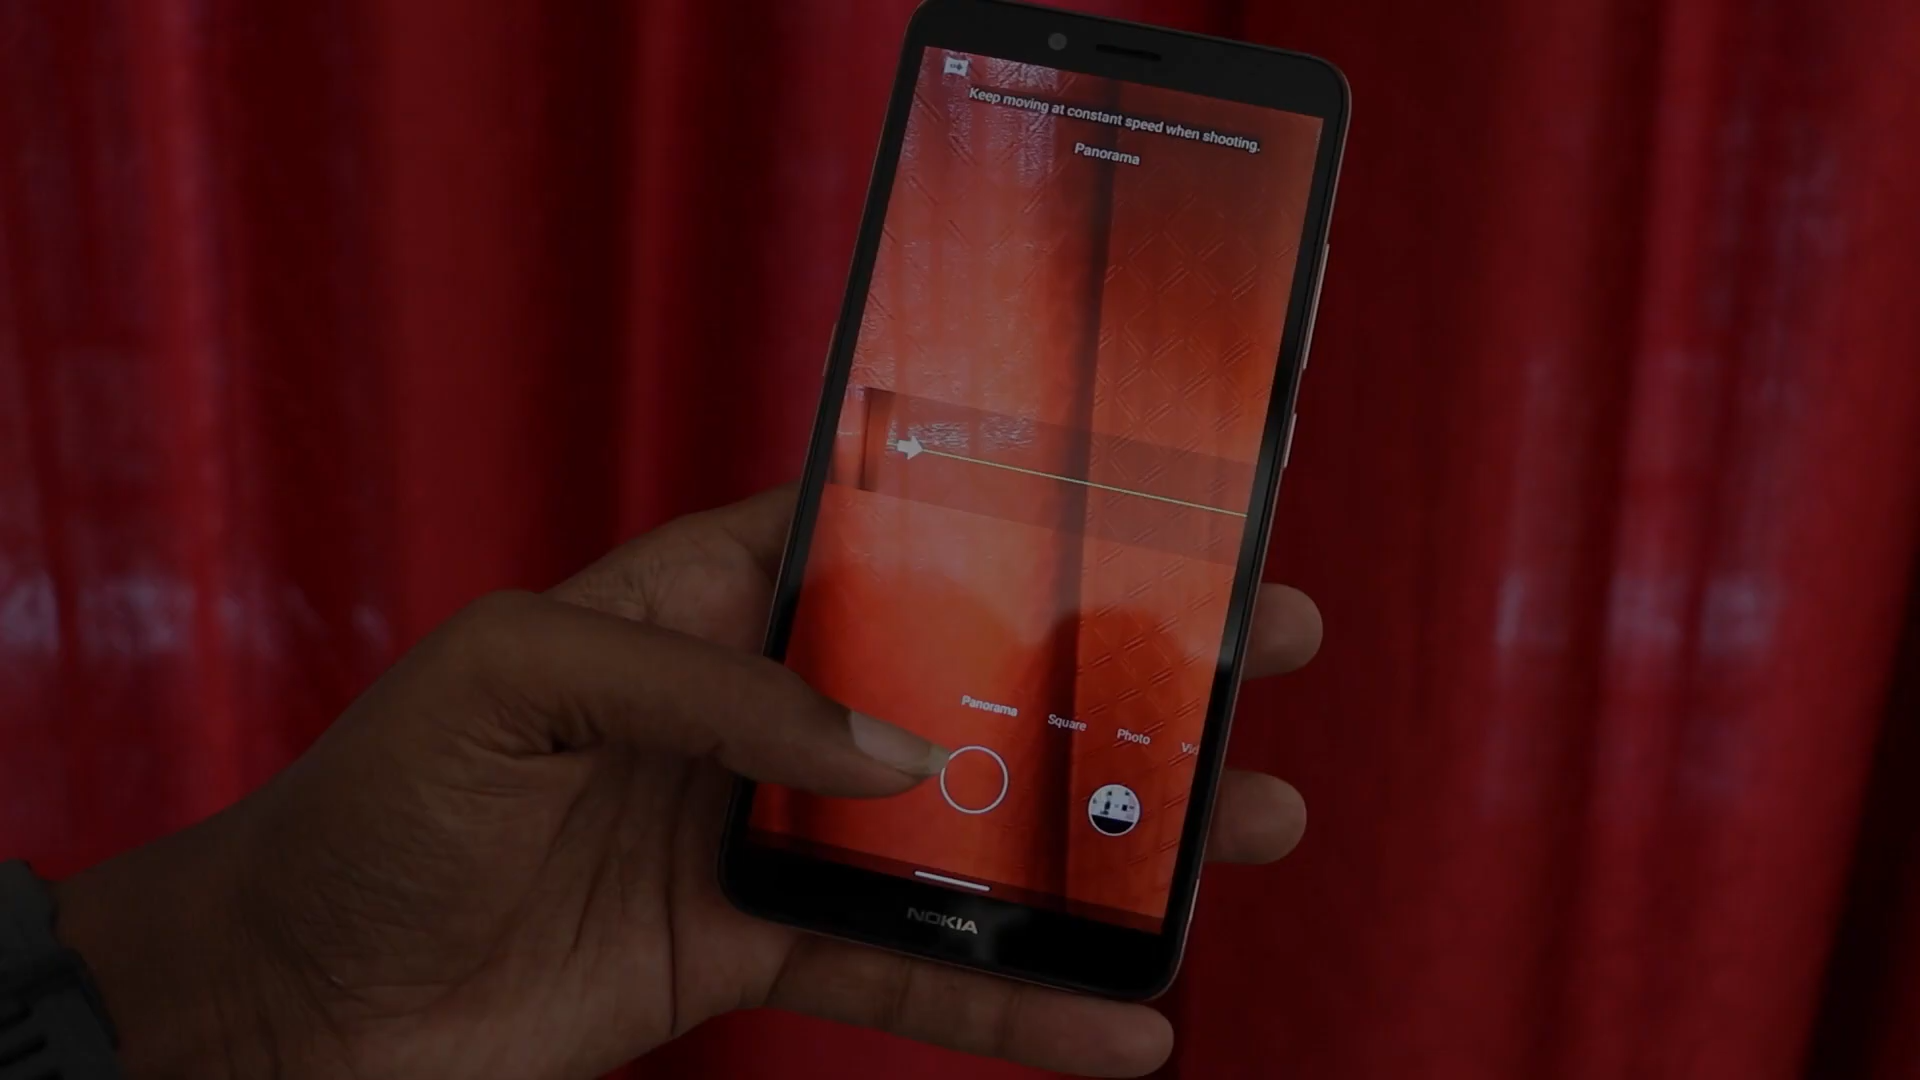 Keep moving at constant speed when shooting.
Panorama
Panorama Square Photo
NOKIA